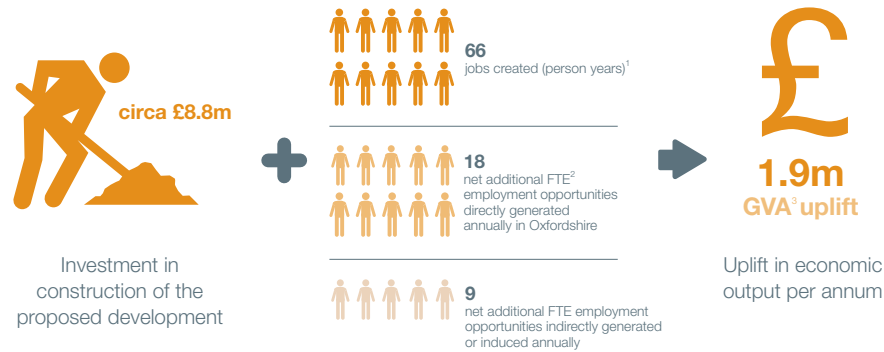 circa £8.8m
Investment in
construction of the
proposed development
66
jobs created (person years)¹
18
net additional FTE²
employment opportunities
directly generated
annually in Oxfordshire
9
net additional FTE employment
opportunities indirectly generated
or induced annually
£
1.9m
GVA³ uplift
Uplift in economic
output per annum